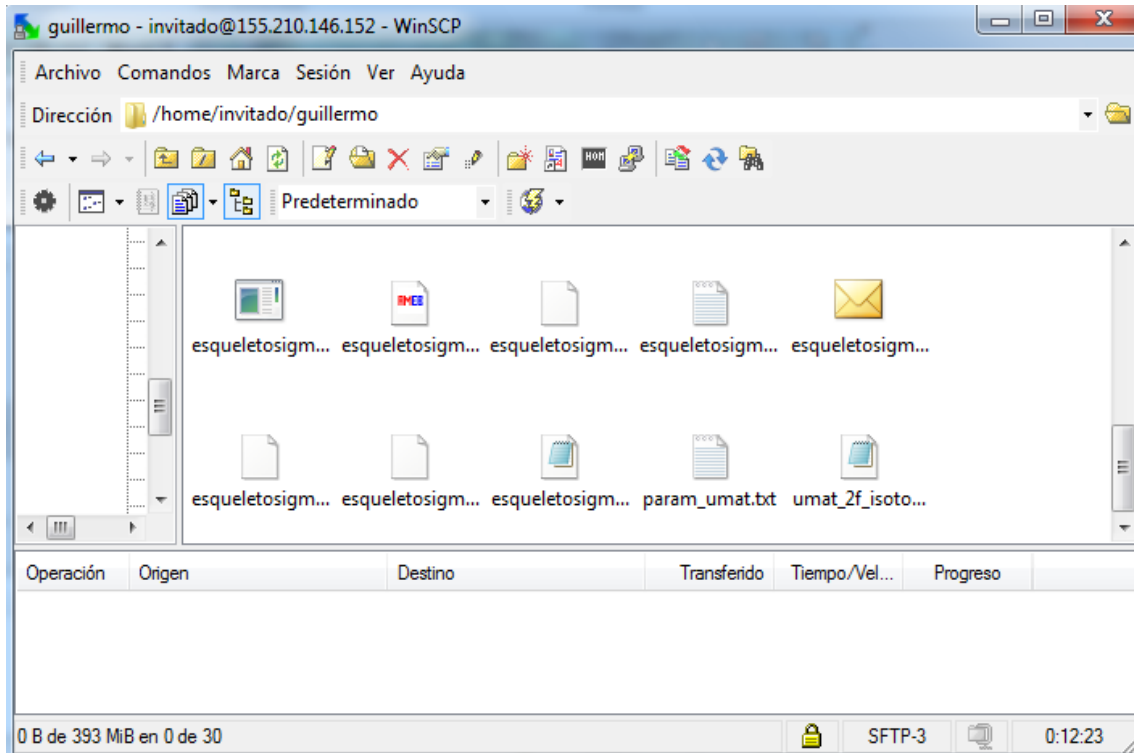 guillermo - invitado@155.210.146.152 - WinSCP
Archivo Comandos Marca Sesión Ver Ayuda
Dirección /home/invitado/guillermo
Predeterminado
esqueletosigm... esqueletosigm... esqueletosigm... esqueletosigm... esqueletosigm...
esqueletosigm... esqueletosigm... esqueletosigm... param_umat.txt umat_2f_isoto...
Operación Origen Destino Transferido Tiempo/Vel... Progreso
0 B de 393 MiB en 0 de 30 SFTP-3 0:12:23